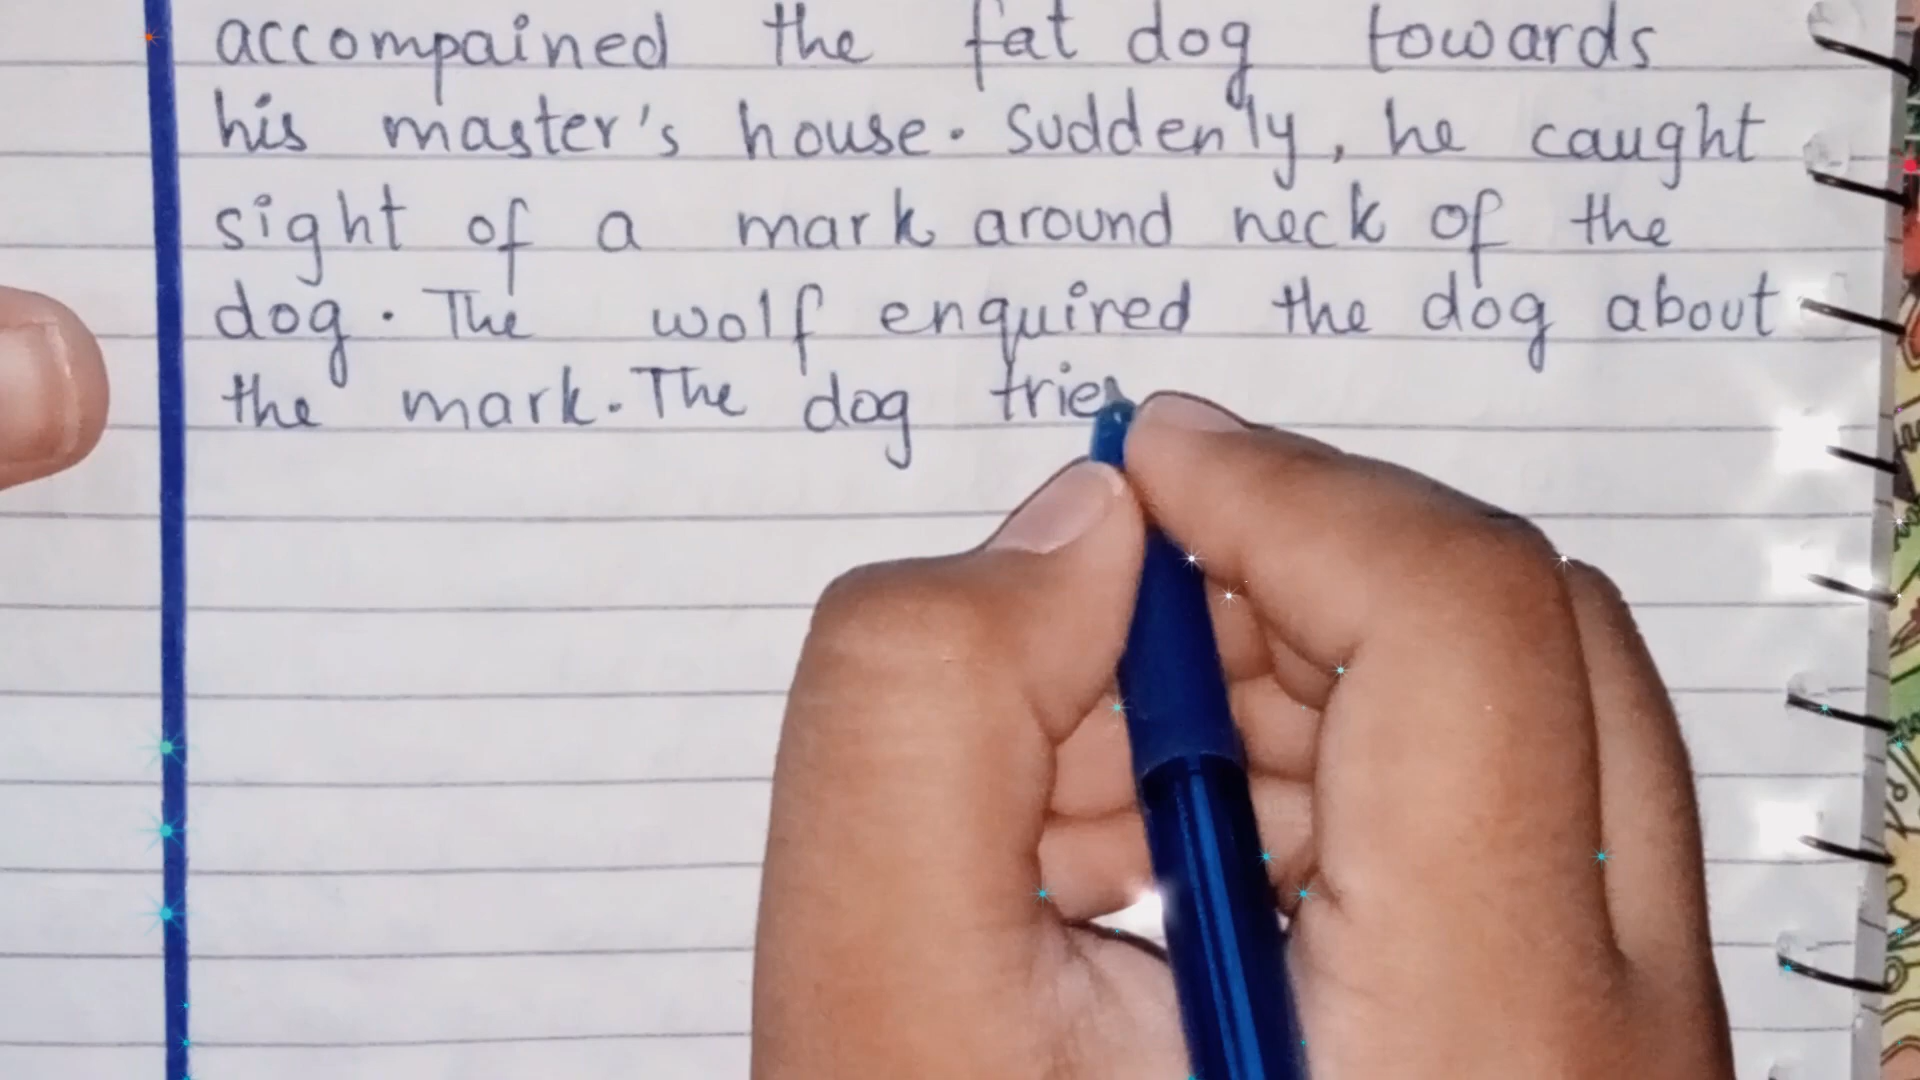 accompained the fat dog towards
his master's house. Suddenly, he caught
sight of a mark around neck of the
dog. The wolf enquired the dog about
the mark. The dog trie